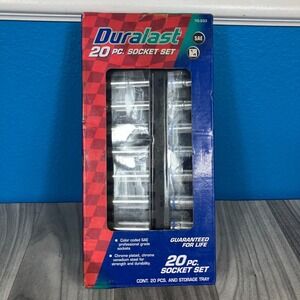 Duralast
20 PC. SOCKET SET
SAE
• Color coded SAE
professional grade
sockets
• Chrome plated, chrome
vanadium steel for
strength and durability
GUARANTEED
FOR LIFE
20 PC.
SOCKET SET
CONT: 20 PCS. AND STORAGE TRAY